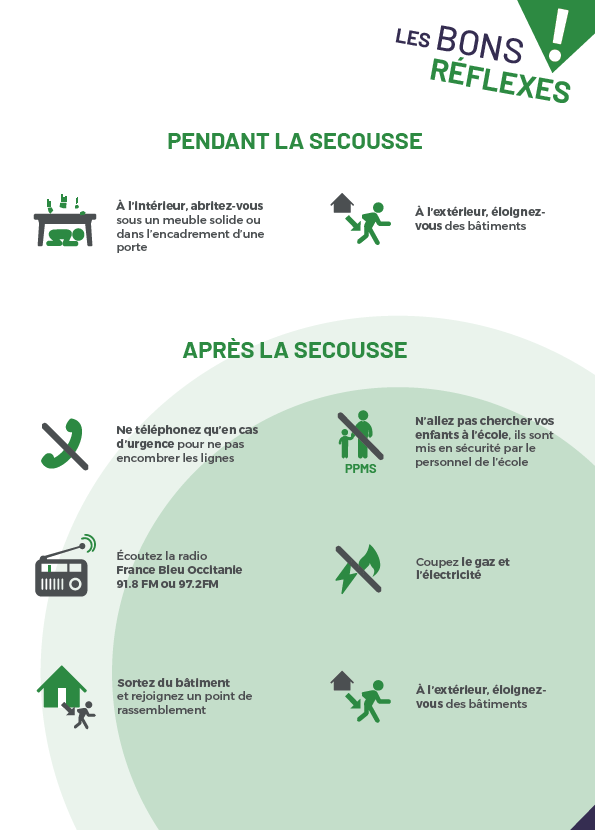 LES BONS
RÉFLEXES
!
PENDANT LA SECOUSSE
À l'intérieur, abritez-vous
sous un meuble solide ou
dans l'encadrement d'une
porte
À l'extérieur, éloignez-
vous des bâtiments
APRÈS LA SECOUSSE
Ne téléphonez qu'en cas
d'urgence pour ne pas
encombrer les lignes
PPMS
N'allez pas chercher vos
enfants à l'école, ils sont
mis en sécurité par le
personnel de l'école
Écoutez la radio
France Bleu Occitanie
91.8 FM ou 97.2FM
Coupez le gaz et
l'électricité
Sortez du bâtiment
et rejoignez un point de
rassemblement
À l'extérieur, éloignez-
vous des bâtiments